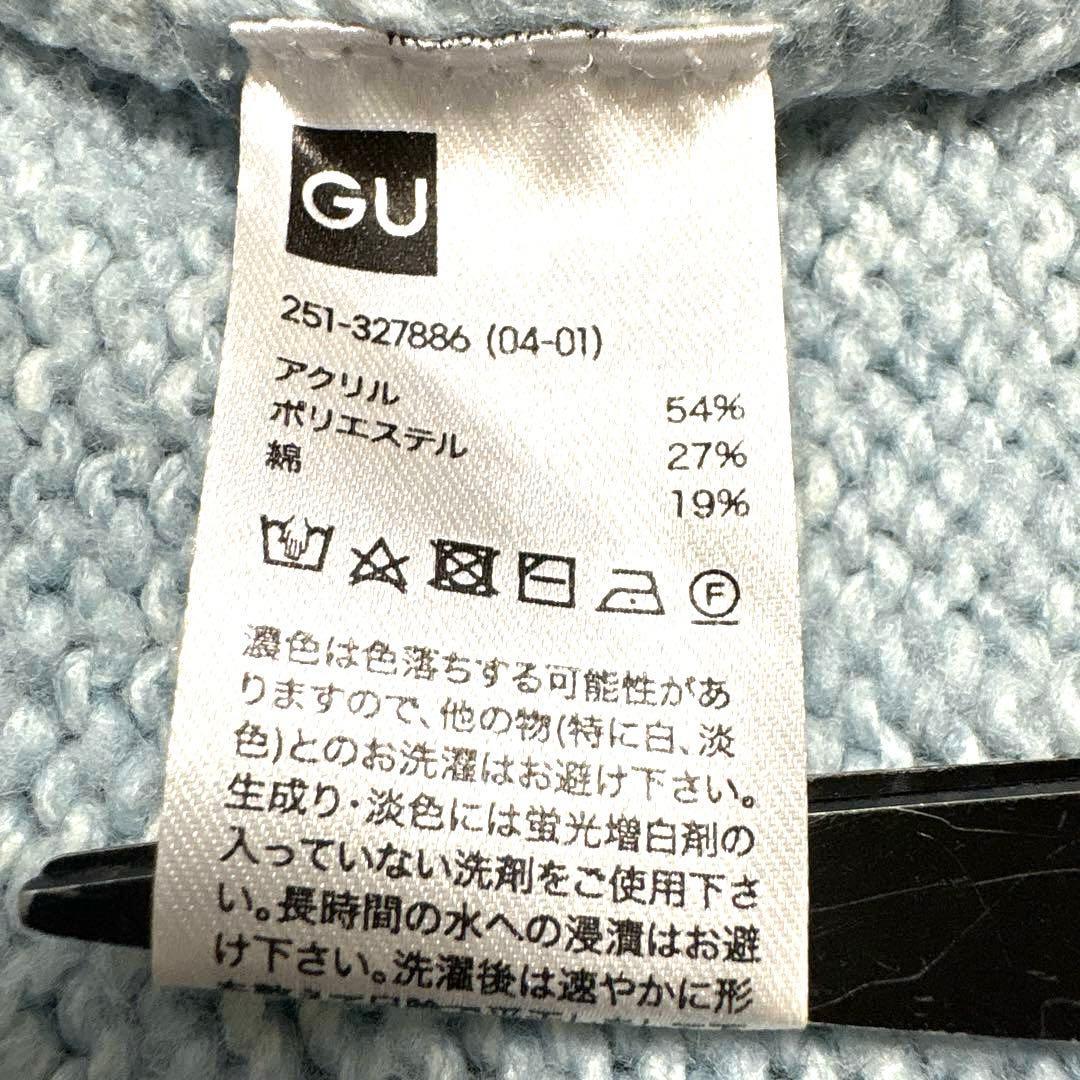 GU
251-327886 (04-01)
アクリル 54%
ポリエステル 27%
綿 19%
F
濃色は色落ちする可能性があ
りますので、他の物(特に白、淡
色)とのお洗濯はお避け下さい。
生成り・淡色には蛍光増白剤の
入っていない洗剤をご使用下さ
い。長時間の水への浸漬はお避
け下さい。洗濯後は速やかに形